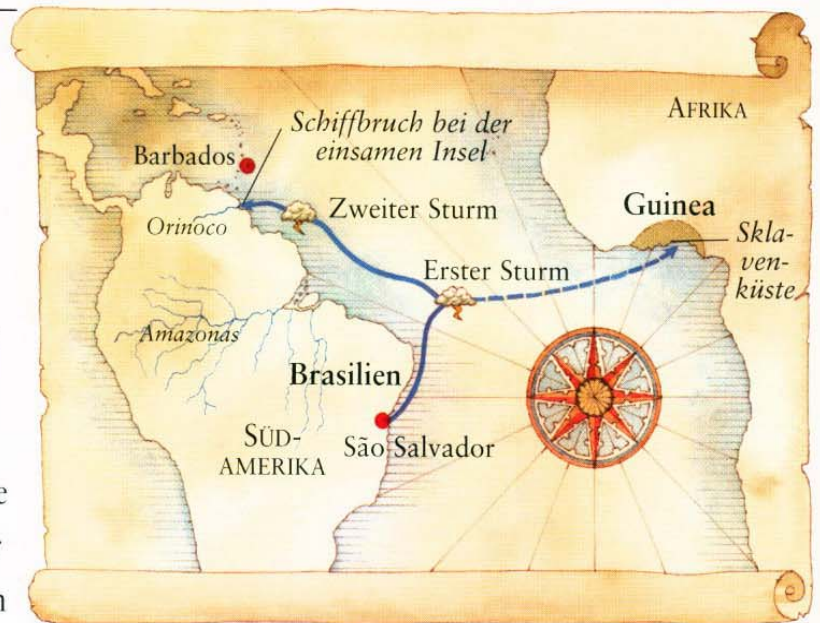 AFRIKA
Schiffbruch bei der
einsamen Insel
Barbados
Guinea
Zweiter Sturm
Orinoco
Skla-
ven-
küste
Erster Sturm
Amazonas
Brasilien
SÜD-
AMERIKA
São Salvador
e